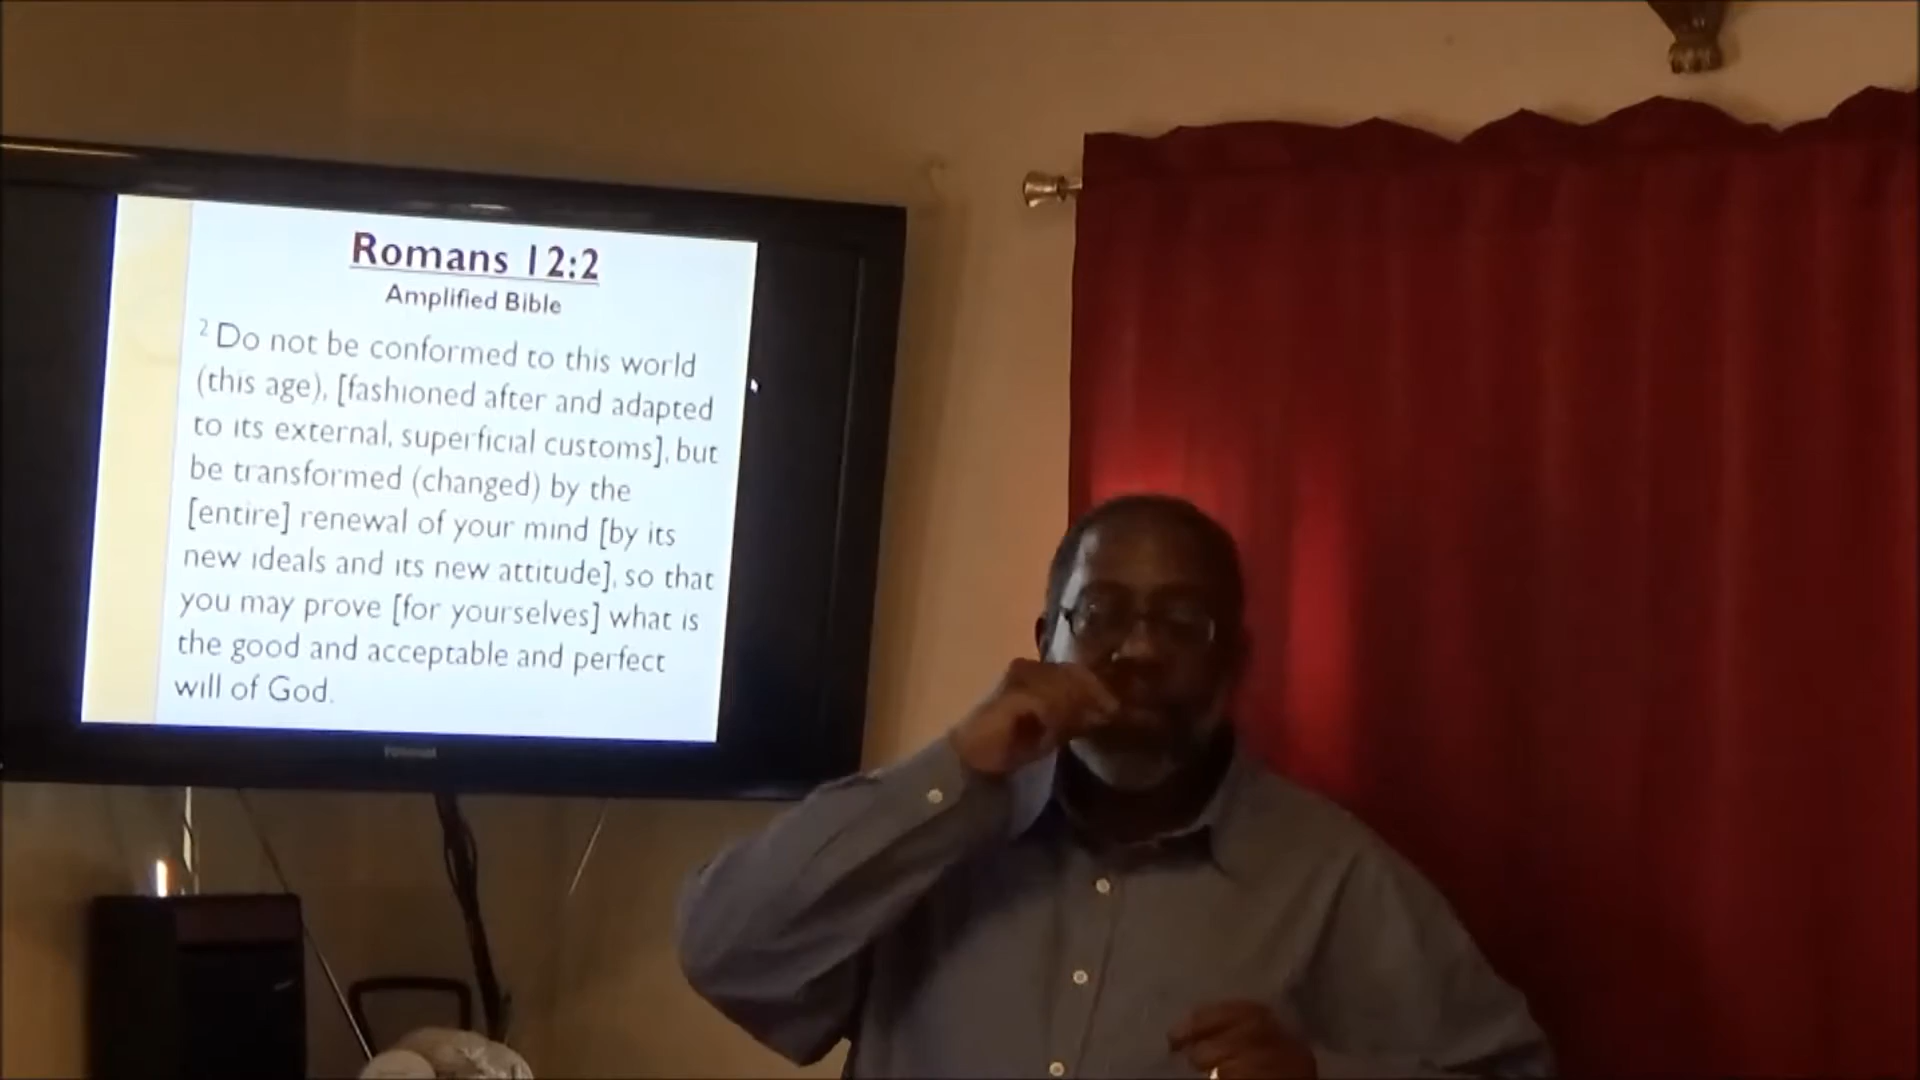 Romans 12:2
Amplified Bible
2 Do not be conformed to this world
(this age), [fashioned after and adapted
to its external, superficial customs], but
be transformed (changed) by the
[entire] renewal of your mind [by its
new ideals and its new attitude], so that
you may prove [for yourselves] what is
the good and acceptable and perfect
will of God.